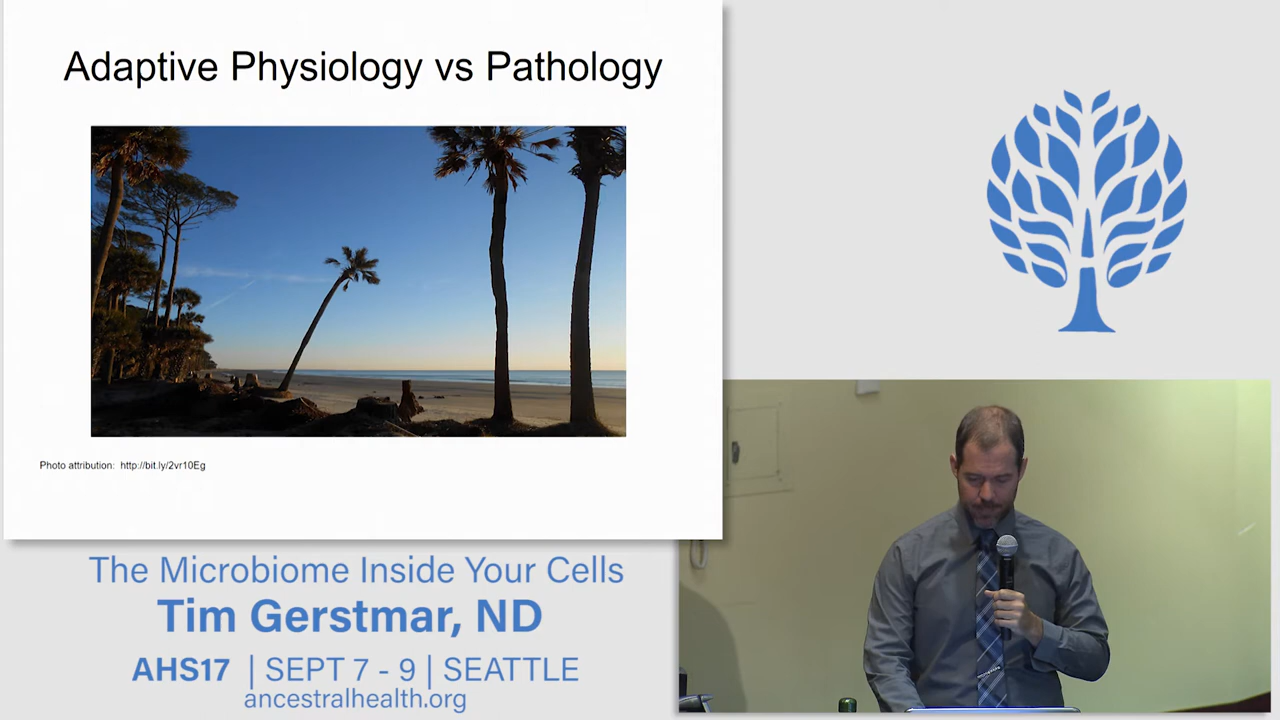 Adaptive Physiology vs Pathology
Photo attribution: http://bit.ly/2vr10Eg
The Microbiome Inside Your Cells
Tim Gerstmar, ND
AHS17 | SEPT 7 - 9 | SEATTLE
ancestralhealth.org